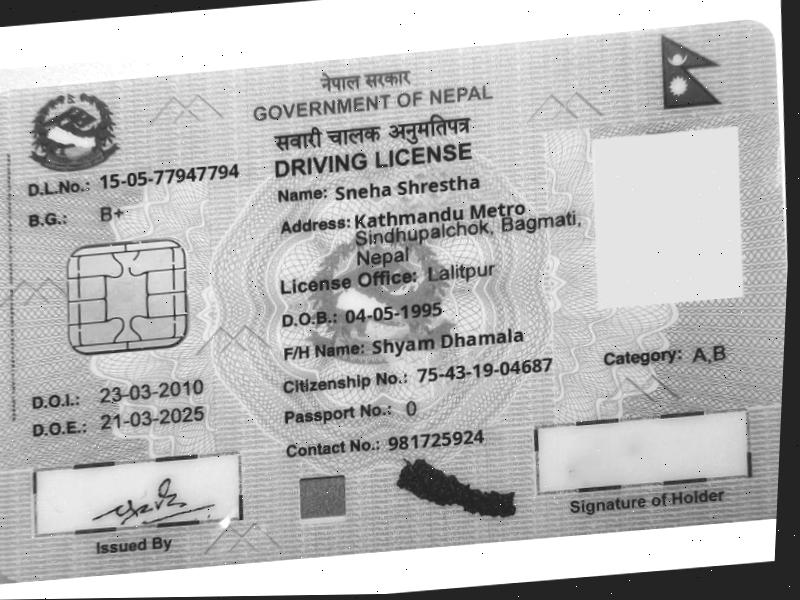 नेपाल सरकार
GOVERNMENT OF NEPAL
सवारी चालक अनुमतिपत्र
DRIVING LICENSE
D.L.No.: 15-05-77947794
B.G.: B+
Name: Sneha Shrestha
Address: Kathmandu Metro
Sindhupalchok, Bagmati,
Nepal
License Office: Lalitpur
D.O.B.: 04-05-1995
F/H Name: Shyam Dhamala
Citizenship No.: 75-43-19-04687
Passport No.: 0
Contact No.: 981725924
Category: A,B
D.O.I.: 23-03-2010
D.O.E.: 21-03-2025
Issued By
Signature of Holder